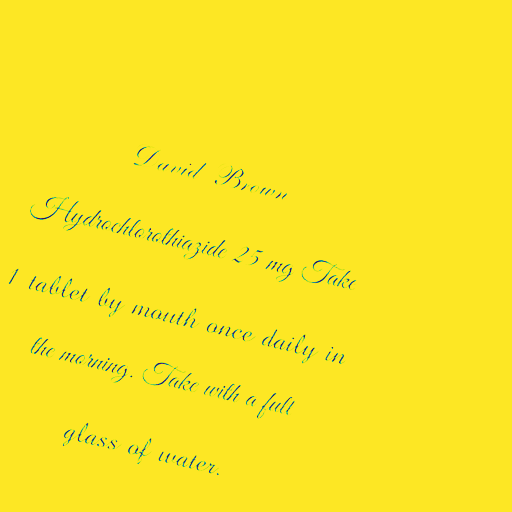 David Brown
Hydrochlorothiazide 25 mg Take
1 tablet by mouth once daily in
the morning. Take with a full
glass of water.